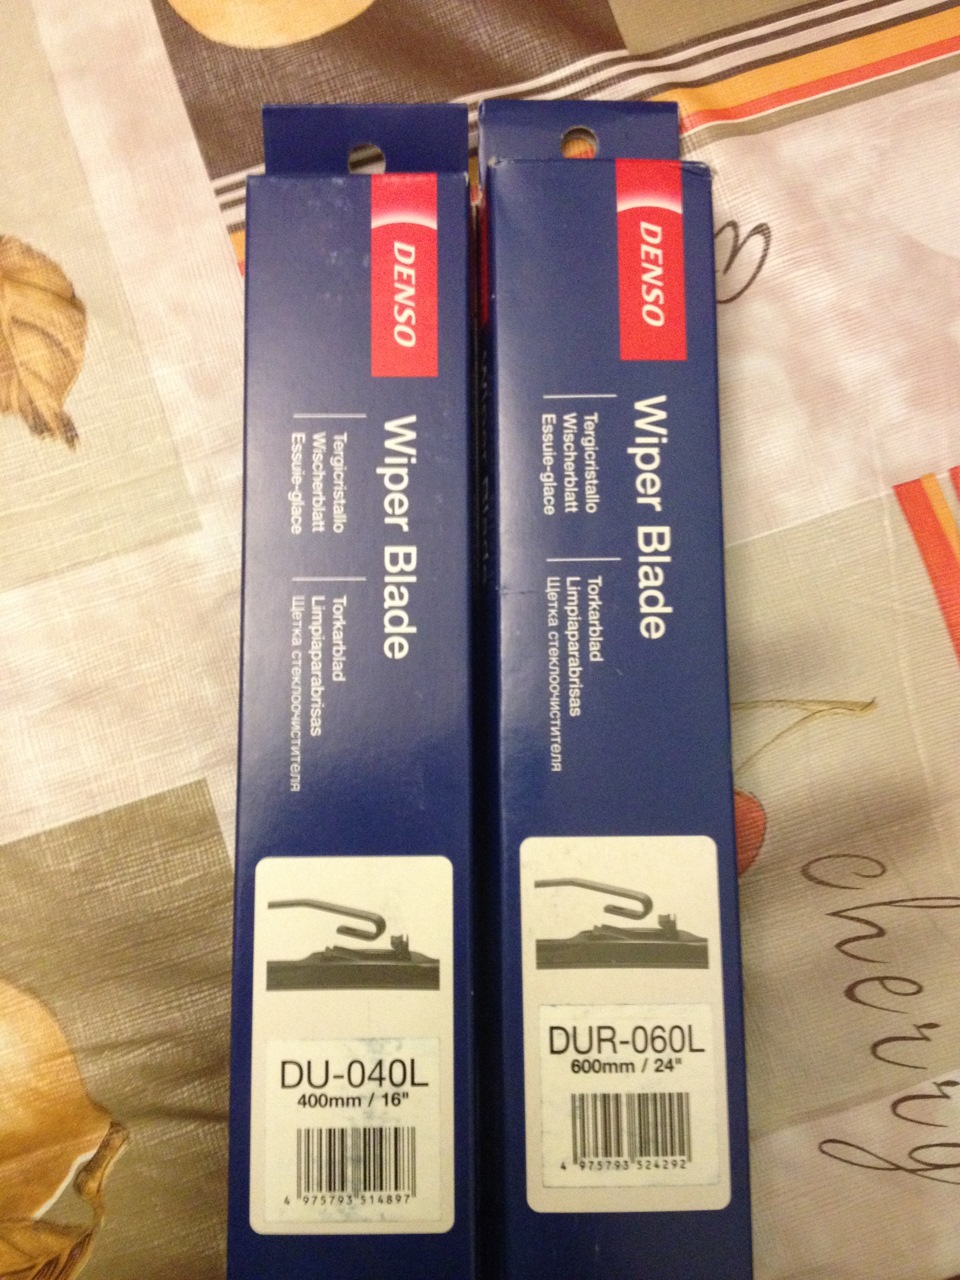 DENSO
Wiper Blade
Tergicristallo
Wischerblatt
Essuie-glace
Torkarblad
Limpiaparabrisas
Щетка стеклоочистителя
DU-040L
400mm / 16"
4 975793 514897
DENSO
Wiper Blade
Tergicristallo
Wischerblatt
Essuie-glace
Torkarblad
Limpiaparabrisas
Щетка стеклоочистителя
DUR-060L
600mm / 24"
4 975793 524292
cherry